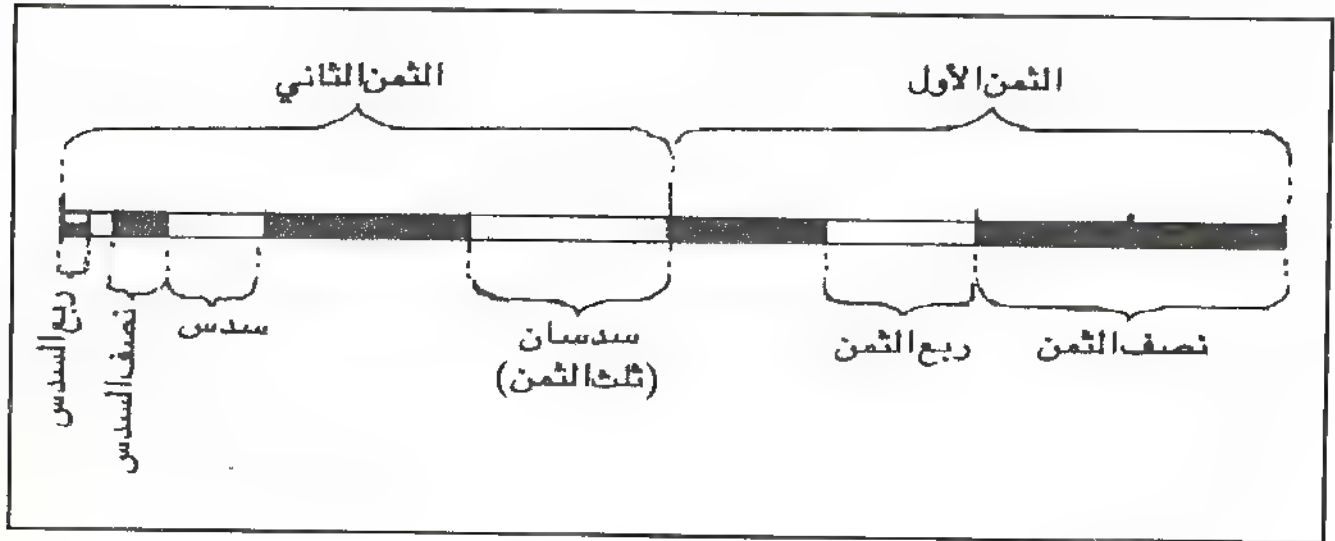 الثمن الأول
الثمن الثاني
نصف الثمن
ربع الثمن
سدسان
(ثلث الثمن)
سدس
نصف السدس
ربع السدس